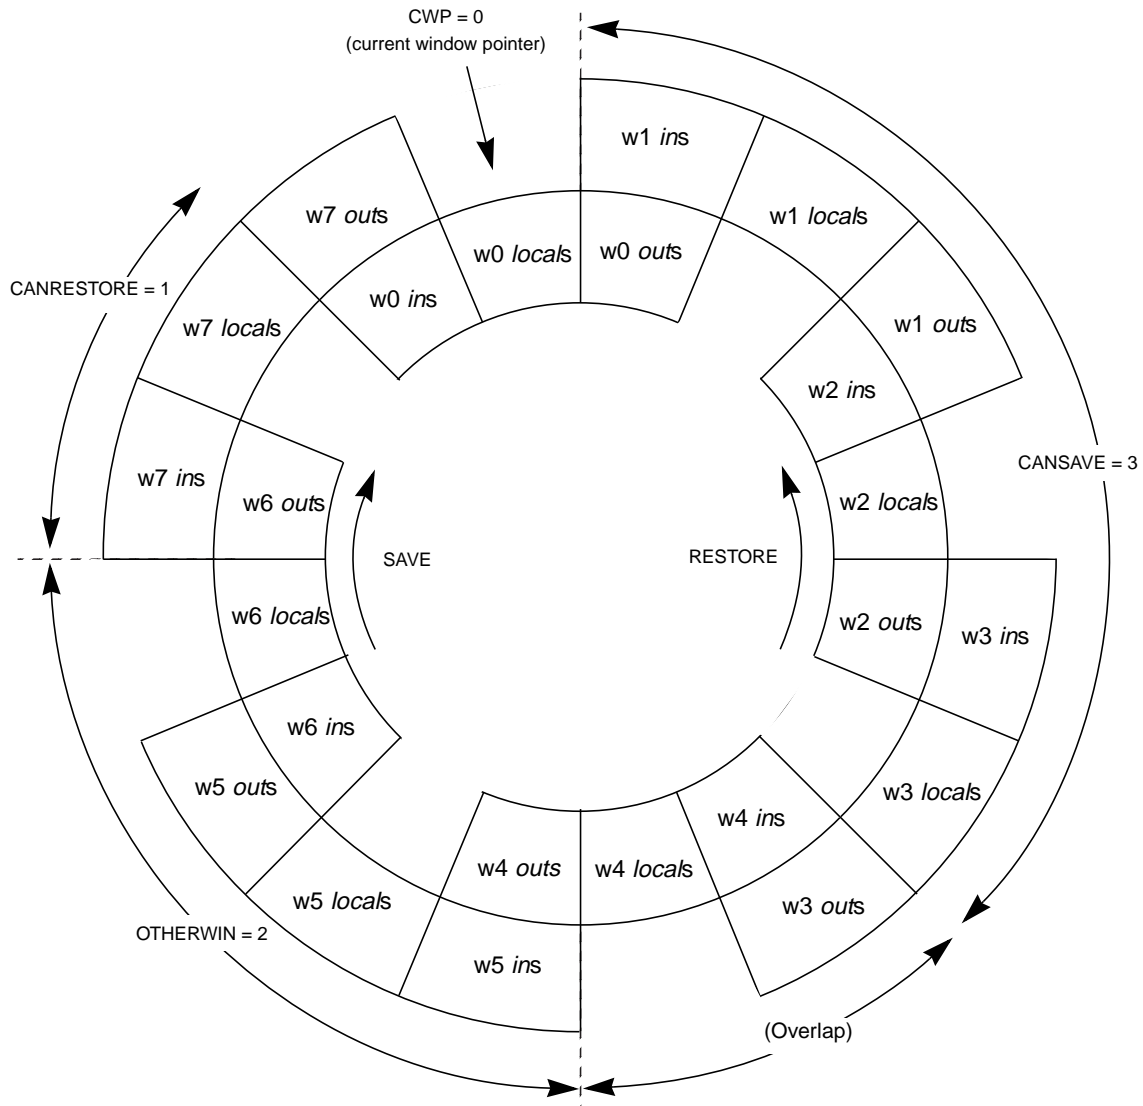 CWP = 0
(current window pointer)
w1 ins
w7 outs
w1 locals
w0 locals
w0 outs
CANRESTORE = 1
w0 ins
w7 locals
w1 outs
w2 ins
CANSAVE = 3
w7 ins
w6 outs
w2 locals
SAVE
RESTORE
w6 locals
w2 outs
w3 ins
w6 ins
w5 outs
w3 locals
w4 ins
w4 outs
w4 locals
w5 locals
w3 outs
OTHERWIN = 2
w5 ins
(Overlap)